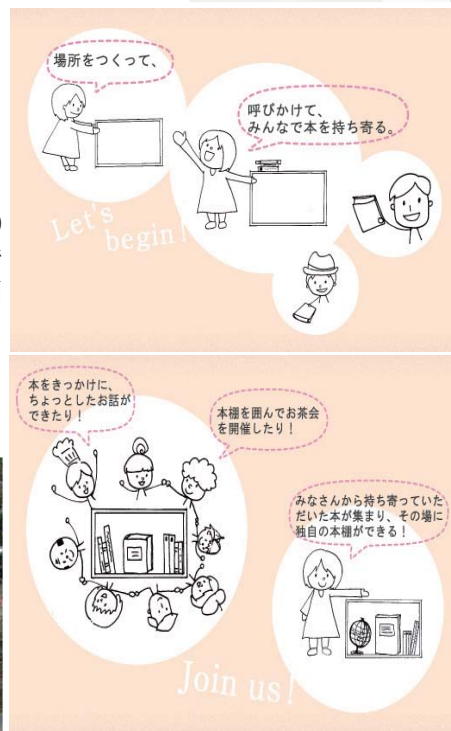 場所をつくって、
呼びかけて、
みんなで本を持ち寄る。
Let's
begin!
本をきっかけに、
ちょっとしたお話が
できたり！
本棚を囲んでお茶会
を開催したり！
みなさんから持ち寄っていた
だいた本が集まり、その場に
独自の本棚ができる！
Join us!